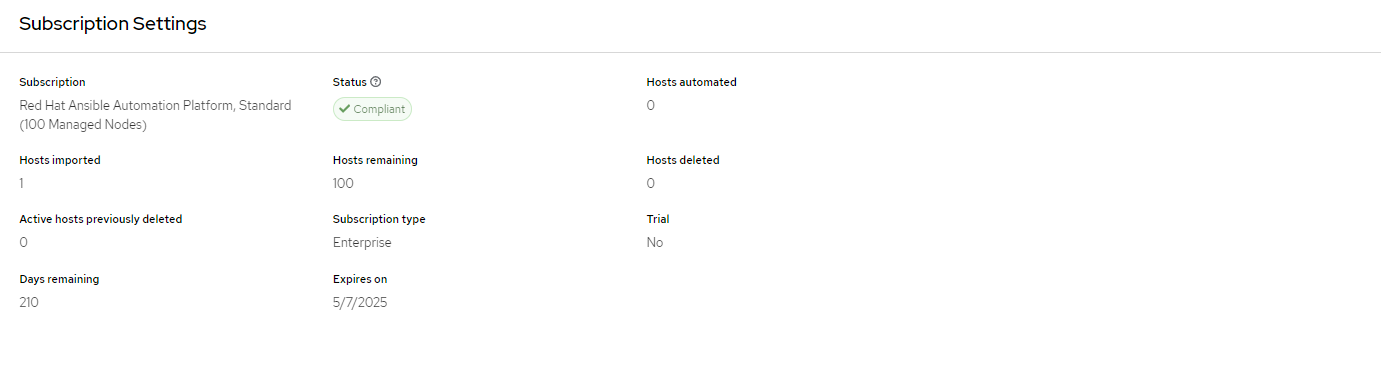 Subscription Settings
Subscription
Status
Hosts automated
Red Hat Ansible Automation Platform, Standard
(100 Managed Nodes)
Compliant
0
Hosts imported
Hosts remaining
Hosts deleted
1
100
0
Active hosts previously deleted
Subscription type
Trial
0
Enterprise
No
Days remaining
Expires on
210
5/7/2025